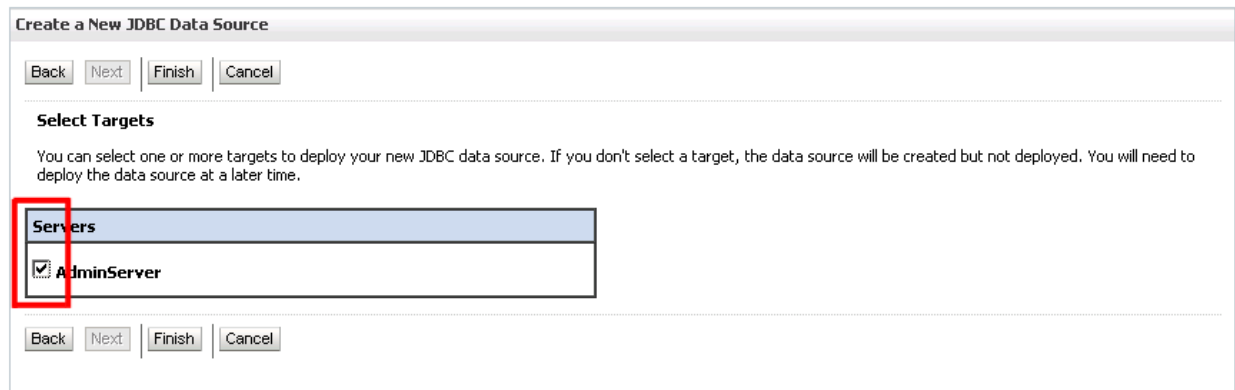 Create a New JDBC Data Source
Back Next Finish Cancel
Select Targets
You can select one or more targets to deploy your new JDBC data source. If you don't select a target, the data source will be created but not deployed. You will need to
deploy the data source at a later time.
Servers
AdminServer
Back Next Finish Cancel